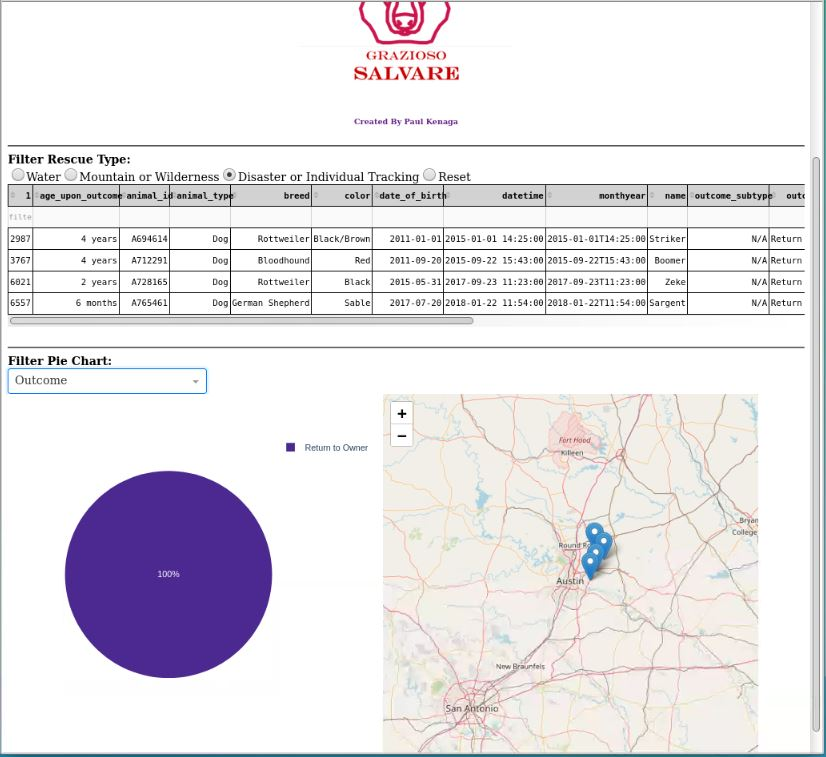 GRAZIOSO
SALVARE
Created By Paul Kenaga
Filter Rescue Type:
Water Mountain or Wilderness Disaster or Individual Tracking Reset
1 age_upon_outcome animal_id animal_type breed color date_of_birth datetime monthyear name outcome_subtype outc
filte
2987 4 years A694614 Dog Rottweiler Black/Brown 2011-01-01 2015-01-01 14:25:00 2015-01-01T14:25:00 Striker N/A Return
3767 4 years A712291 Dog Bloodhound Red 2011-09-20 2015-09-22 15:43:00 2015-09-22T15:43:00 Boomer N/A Return
6021 2 years A728165 Dog Rottweiler Black 2015-05-31 2017-09-23 11:23:00 2017-09-23T11:23:00 Zeke N/A Return
6557 6 months A765461 Dog German Shepherd Sable 2017-07-20 2018-01-22 11:54:00 2018-01-22T11:54:00 Sargent N/A Return
Filter Pie Chart:
Outcome
Return to Owner
100%
+
−
Fort Hood
Killeen
Bryan
College
Round R
Austin
New Braunfels
San Antonio